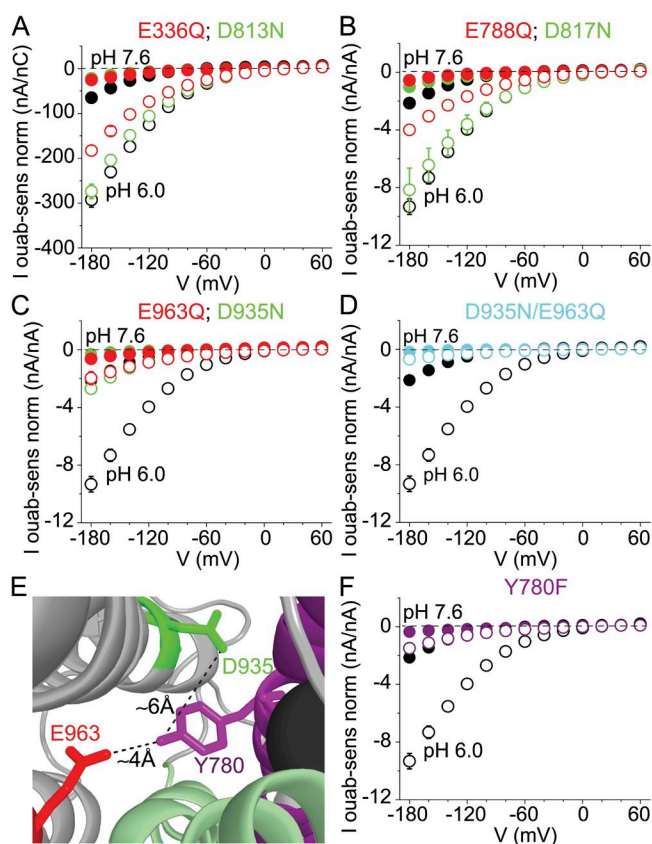 A
E336Q; D813N
pH 7.6
0
-100
-200
-300
-400
pH 6.0
I ouab-sens norm (nA/nC)
-180 -120 -60 0 60
V (mV)
B
E788Q; D817N
pH 7.6
0
-4
-8
-12
pH 6.0
I ouab-sens norm (nA/nA)
-180 -120 -60 0 60
V (mV)
C
E963Q; D935N
pH 7.6
0
-4
-8
-12
pH 6.0
I ouab-sens norm (nA/nA)
-180 -120 -60 0 60
V (mV)
D
D935N/E963Q
pH 7.6
0
-4
-8
-12
pH 6.0
I ouab-sens norm (nA/nA)
-180 -120 -60 0 60
V (mV)
E
D935
~6Å
E963
~4Å
Y780
F
Y780F
pH 7.6
0
-4
-8
-12
pH 6.0
I ouab-sens norm (nA/nA)
-180 -120 -60 0 60
V (mV)